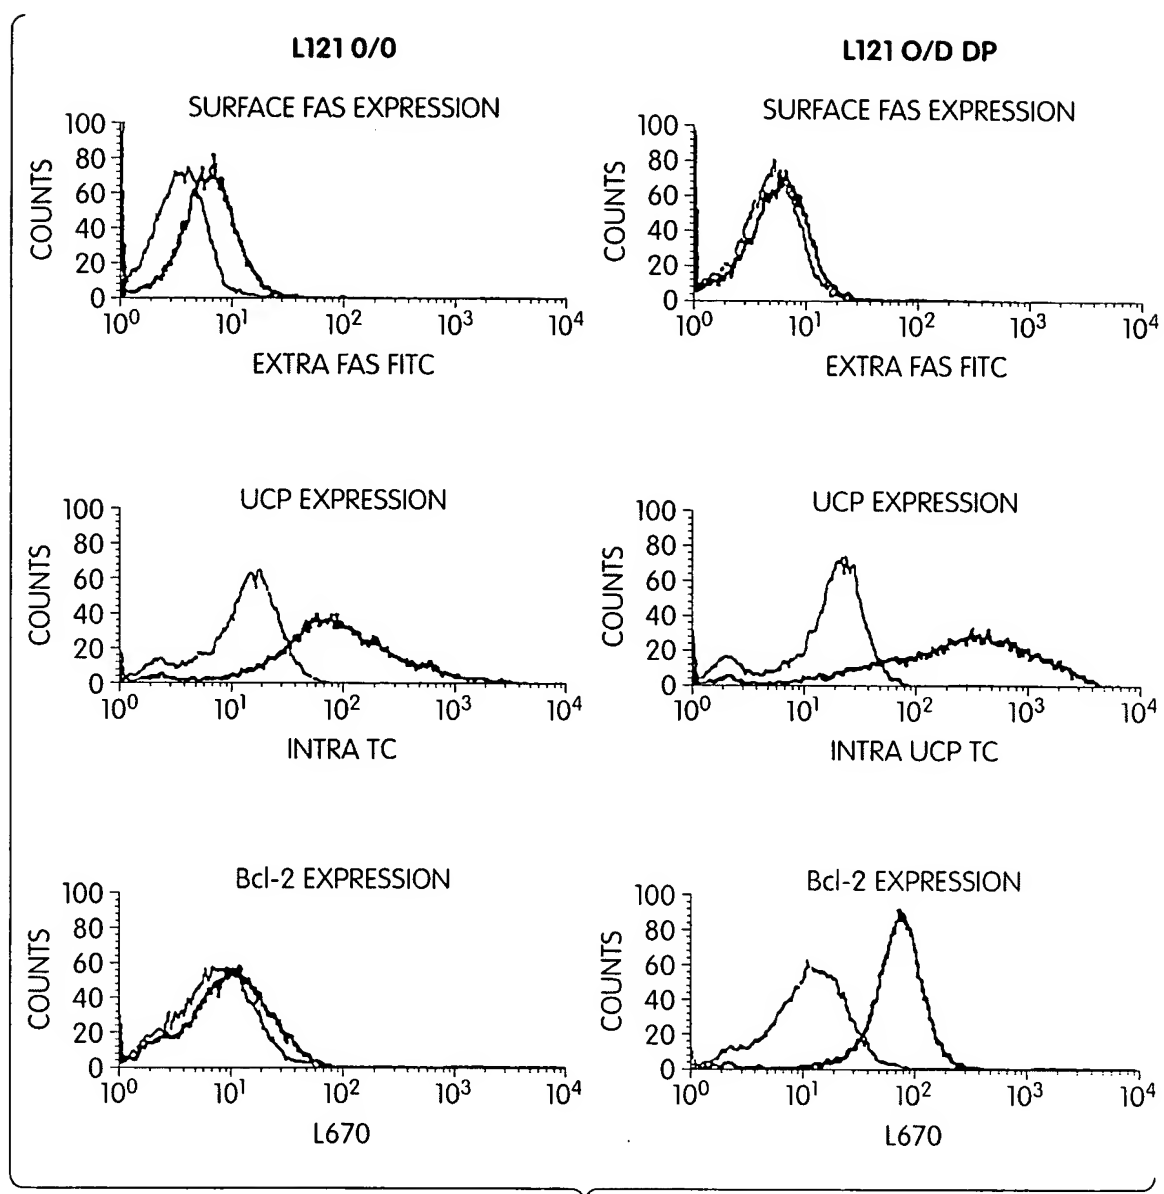 L121 0/0
L121 O/D DP
SURFACE FAS EXPRESSION
SURFACE FAS EXPRESSION
100
80
60
40
20
0
COUNTS
10⁰ 10¹ 10² 10³ 10⁴
EXTRA FAS FITC
100
80
60
40
20
0
COUNTS
10⁰ 10¹ 10² 10³ 10⁴
EXTRA FAS FITC
UCP EXPRESSION
UCP EXPRESSION
100
80
60
40
20
0
COUNTS
10⁰ 10¹ 10² 10³ 10⁴
INTRA TC
100
80
60
40
20
0
COUNTS
10⁰ 10¹ 10² 10³ 10⁴
INTRA UCP TC
Bcl-2 EXPRESSION
Bcl-2 EXPRESSION
100
80
60
40
20
0
COUNTS
10⁰ 10¹ 10² 10³ 10⁴
L670
100
80
60
40
20
0
COUNTS
10⁰ 10¹ 10² 10³ 10⁴
L670